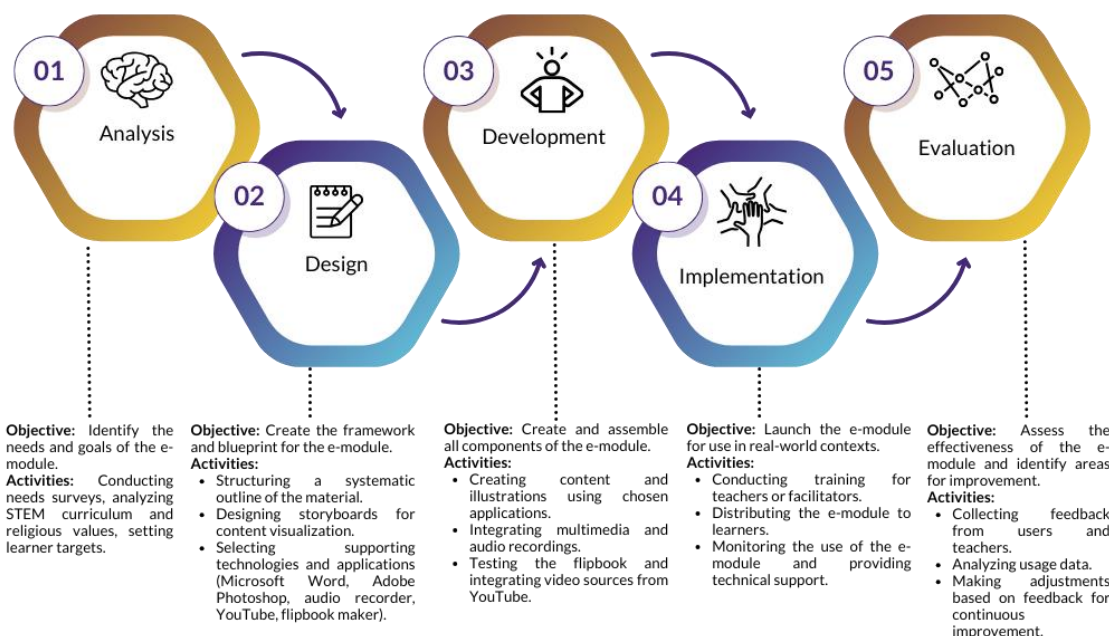 01
Analysis
02
Design
03
Development
04
Implementation
05
Evaluation
Objective: Identify the
needs and goals of the e-
module.
Activities: Conducting
needs surveys, analyzing
STEM curriculum and
religious values, setting
learner targets.
Objective: Create the framework
and blueprint for the e-module.
Activities:
• Structuring a systematic
outline of the material.
• Designing storyboards for
content visualization.
• Selecting supporting
technologies and applications
(Microsoft Word, Adobe
Photoshop, audio recorder,
YouTube, flipbook maker).
Objective: Create and assemble
all components of the e-module.
Activities:
• Creating content and
illustrations using chosen
applications.
• Integrating multimedia and
audio recordings.
• Testing the flipbook and
integrating video sources from
YouTube.
Objective: Launch the e-module
for use in real-world contexts.
Activities:
• Conducting training for
teachers or facilitators.
• Distributing the e-module to
learners.
• Monitoring the use of the e-
module and providing
technical support.
Objective: Assess the
effectiveness of the e-
module and identify areas
for improvement.
Activities:
• Collecting feedback
from users and
teachers.
• Analyzing usage data.
• Making adjustments
based on feedback for
continuous
improvement.